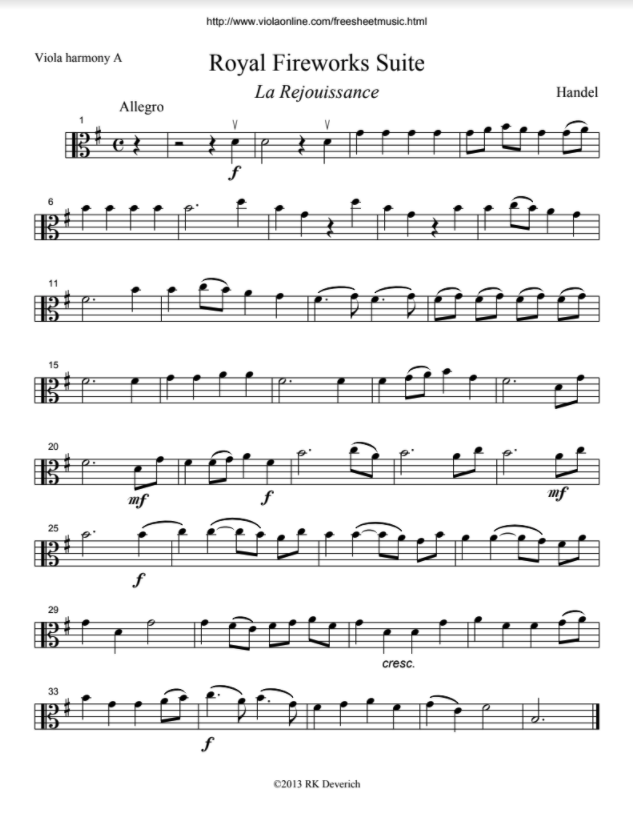 http://www.violaonline.com/freesheetmusic.html
Viola harmony A
Royal Fireworks Suite
La Rejouissance
Handel
Allegro
1
f
6
11
15
20
mf
f
mf
25
f
29
cresc.
33
f
©2013 RK Deverich